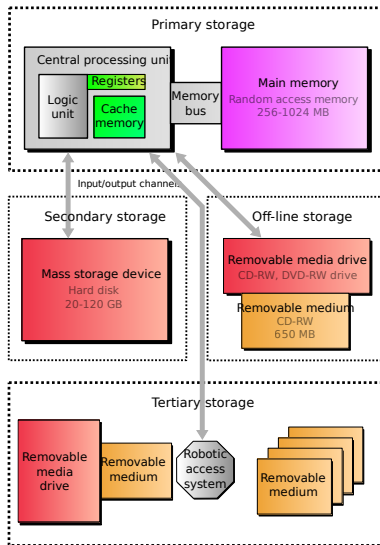 Primary storage
Central processing unit
Registers
Logic
unit
Cache
memory
Memory
bus
Main memory
Random access memory
256-1024 MB
Input/output channels
Secondary storage
Mass storage device
Hard disk
20-120 GB
Off-line storage
Removable media drive
CD-RW, DVD-RW drive
Removable medium
CD-RW
650 MB
Tertiary storage
Removable
media
drive
Removable
medium
Robotic
access
system
Removable
medium